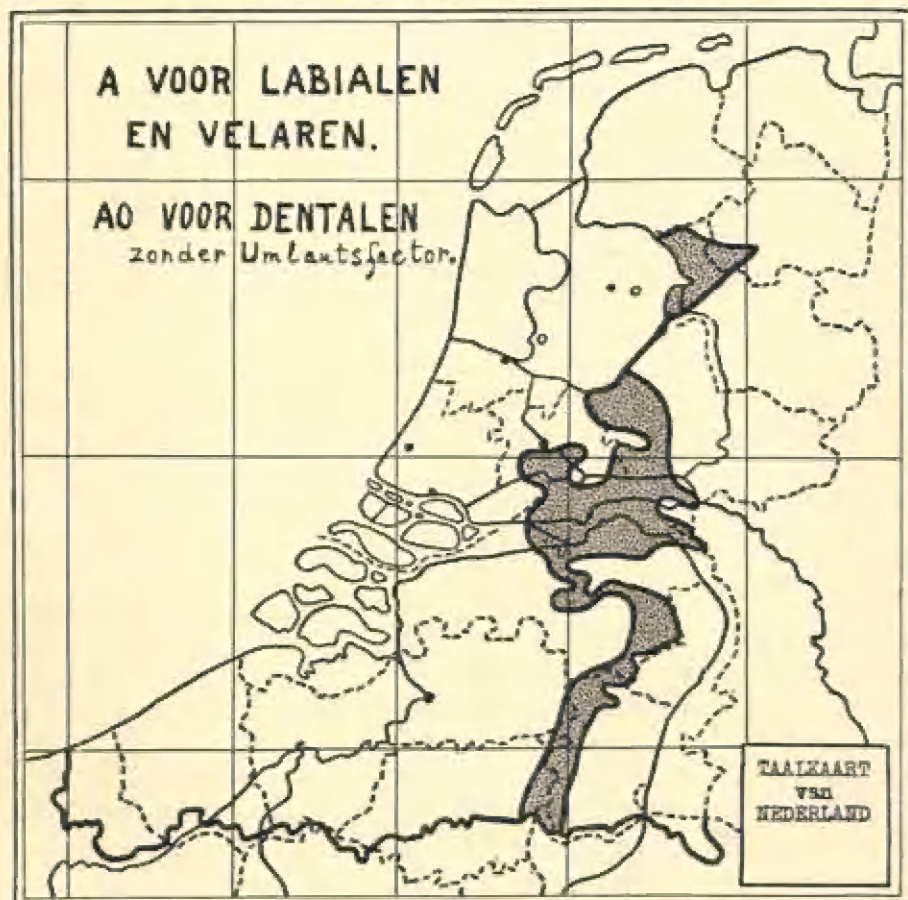 A VOOR LABIALEN
EN VELAREN.
AO VOOR DENTALEN
zonder Umlautsfactor.
TAALKAART
van
NEDERLAND